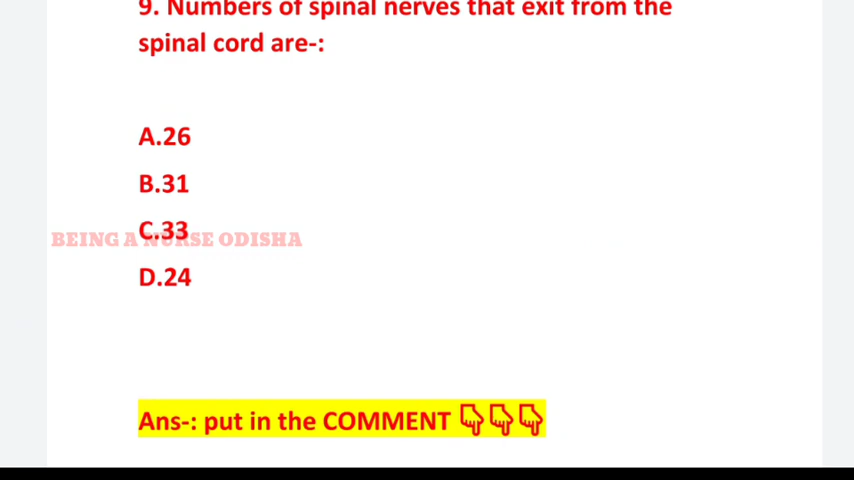 9. Numbers of spinal nerves that exit from the
spinal cord are-:
A.26
B.31
C.33
BEING A NURSE ODISHA
D.24
Ans-: put in the COMMENT 👇👇👇